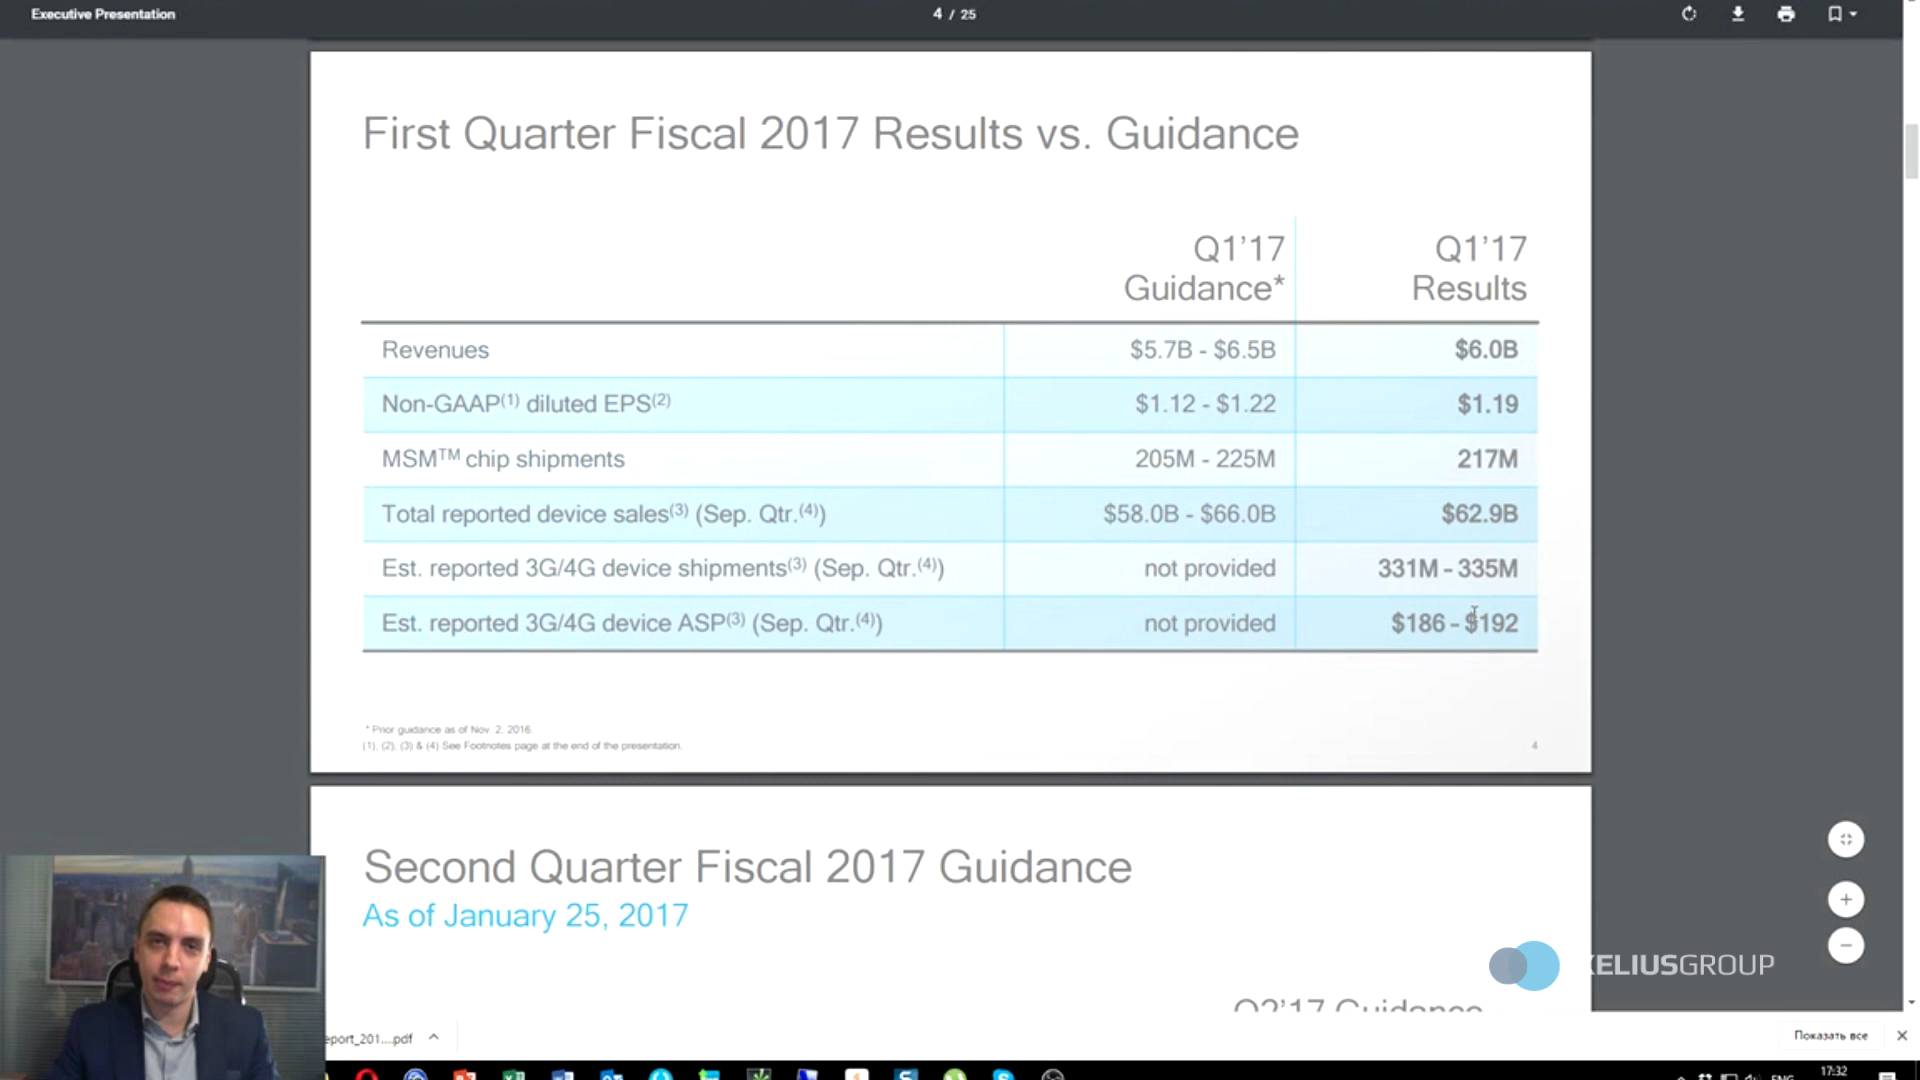 Executive Presentation
4 / 25
First Quarter Fiscal 2017 Results vs. Guidance
Q1’17 Guidance*
Q1’17 Results
Revenues $5.7B - $6.5B $6.0B
Non-GAAP(1) diluted EPS(2) $1.12 - $1.22 $1.19
MSM™ chip shipments 205M - 225M 217M
Total reported device sales(3) (Sep. Qtr.(4)) $58.0B - $66.0B $62.9B
Est. reported 3G/4G device shipments(3) (Sep. Qtr.(4)) not provided 331M - 335M
Est. reported 3G/4G device ASP(3) (Sep. Qtr.(4)) not provided $186 - $192
* Prior guidance as of Nov. 2, 2016.
(1), (2), (3) & (4) See Footnotes page at the end of the presentation.
4
Second Quarter Fiscal 2017 Guidance
As of January 25, 2017
Q2’17 Guidance
ELIUSGROUP
eport_201....pdf
Показать все
ENG
17:32